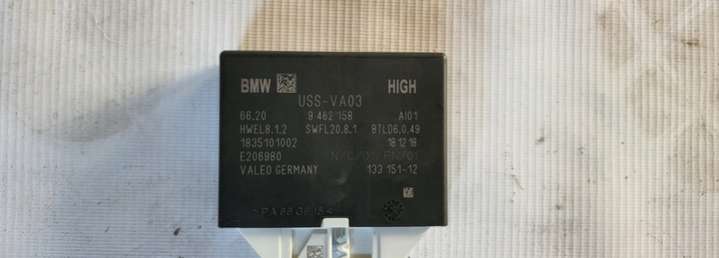 BMW HIGH
USS-VA03
66.20 9 462 158 AI01
HWEL8.1.2 SWFL20.8.1 BTLD6.0.49
1835101002 18 12 18
E206980
VALEO GERMANY 133 151-12